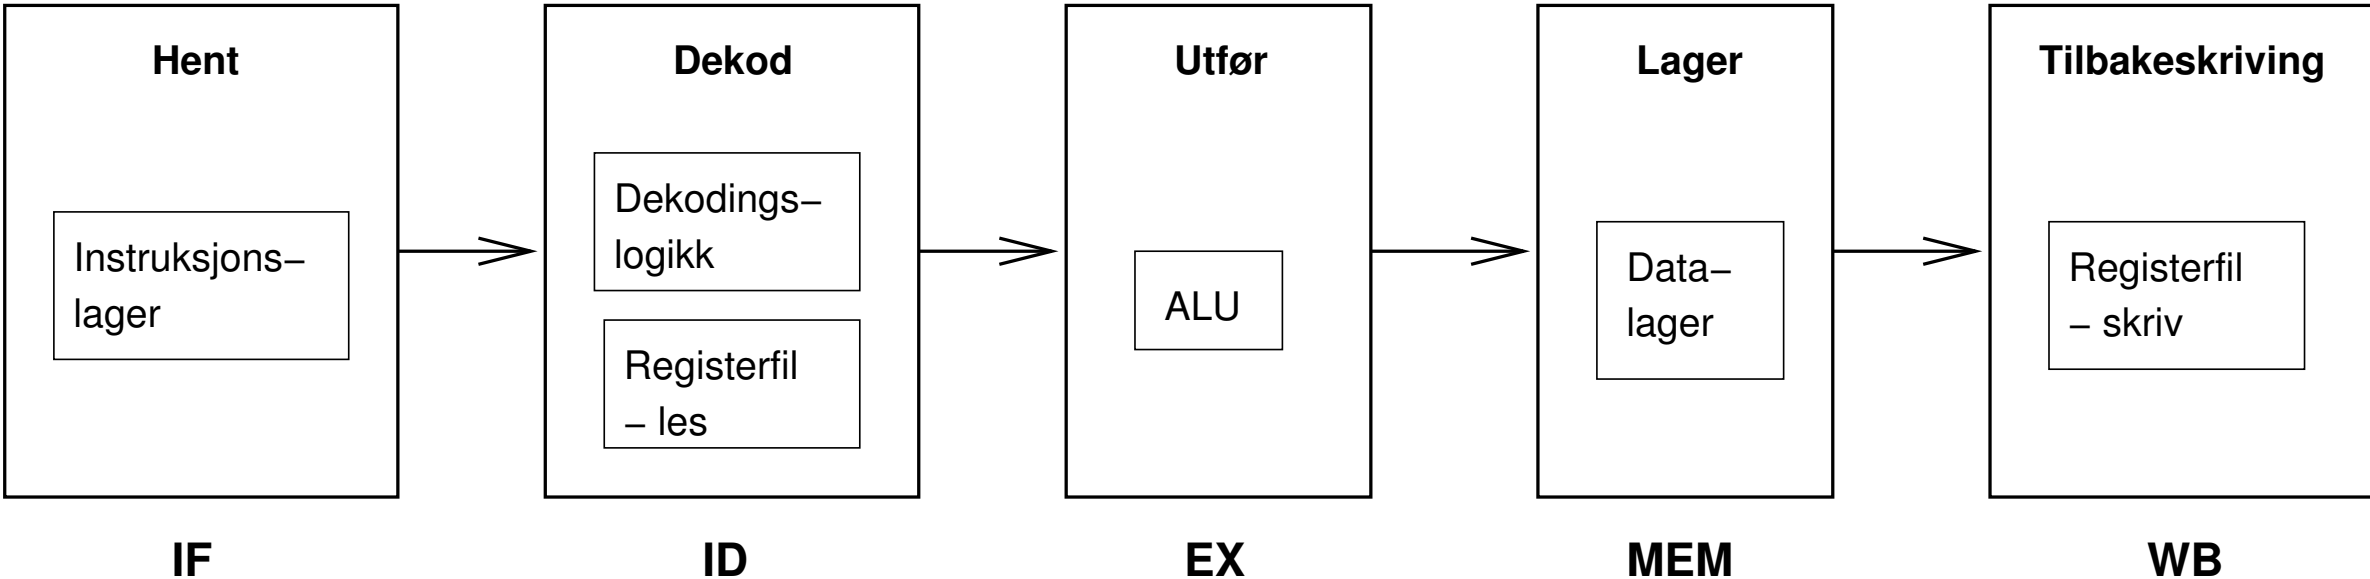 Hent
Instruksjons–
lager
IF
Dekod
Dekodings–
logikk
Registerfil
– les
ID
Utfør
ALU
EX
Lager
Data–
lager
MEM
Tilbakeskriving
Registerfil
– skriv
WB